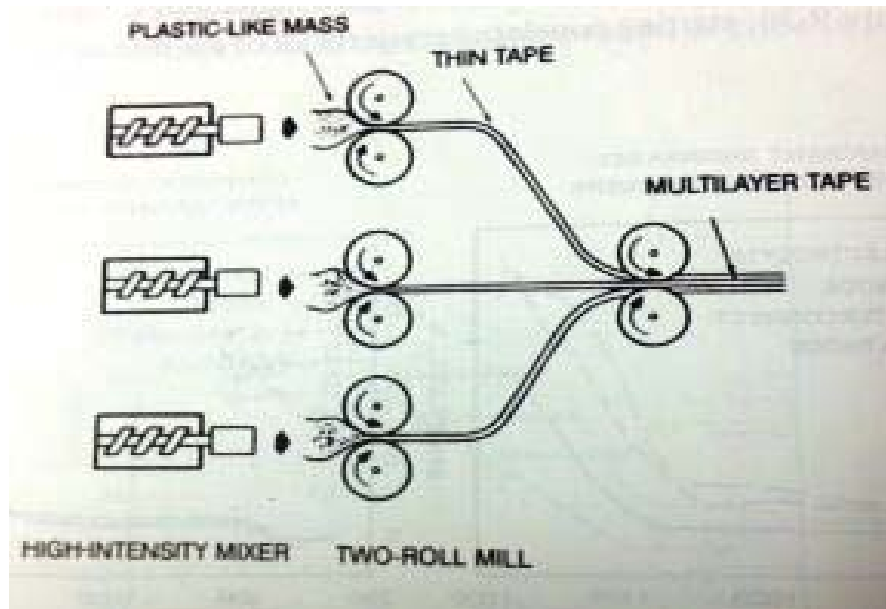 PLASTIC-LIKE MASS
THIN TAPE
MULTILAYER TAPE
HIGH-INTENSITY MIXER
TWO-ROLL MILL